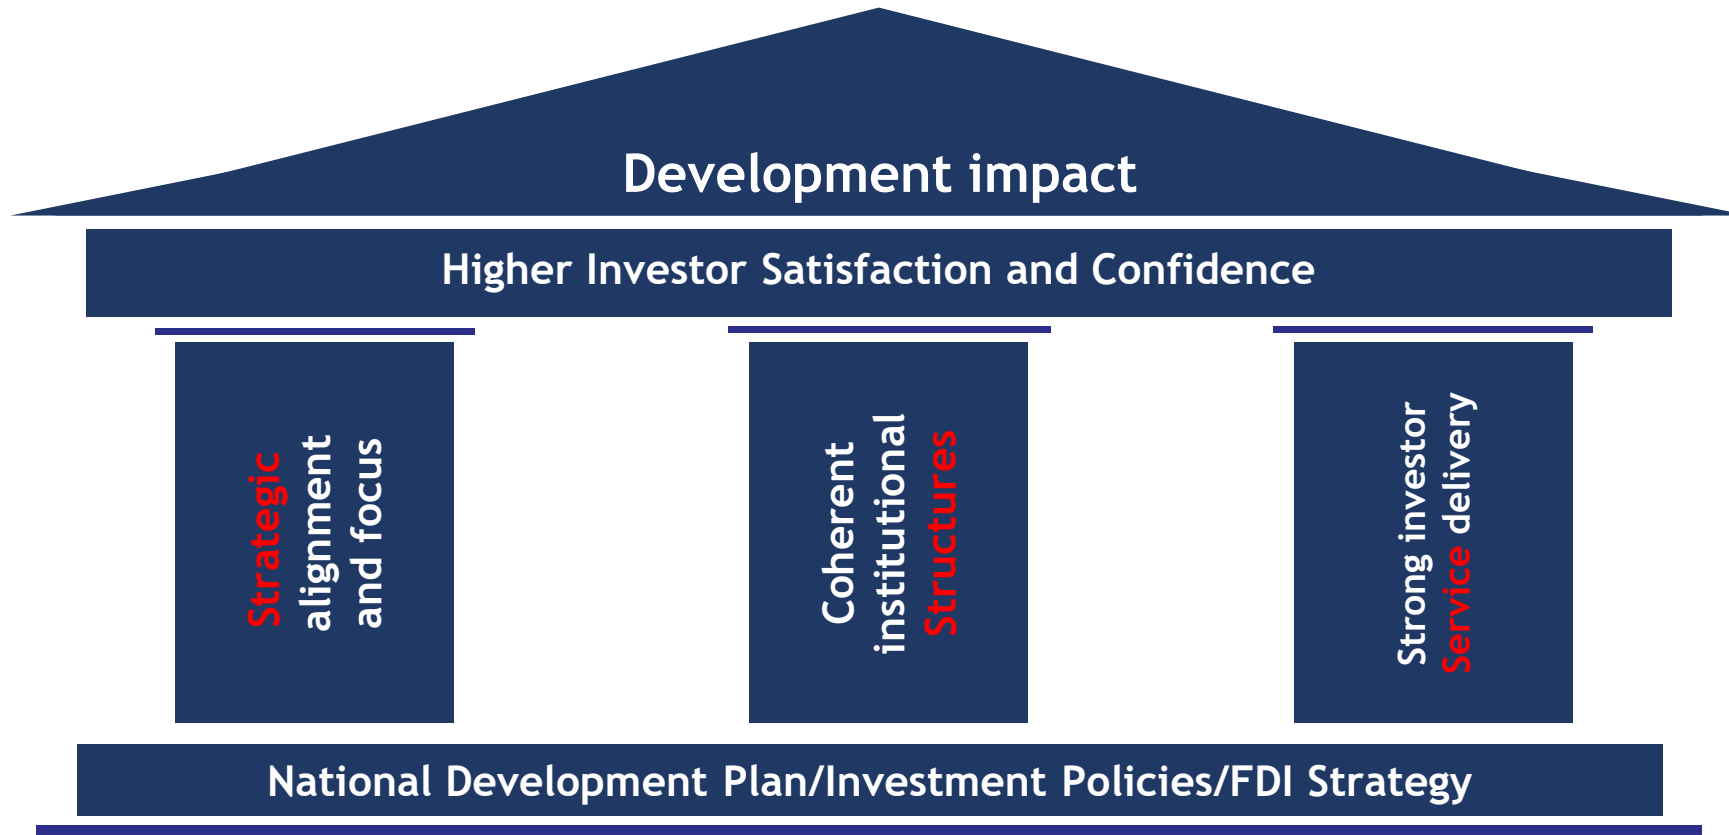 Development impact
Higher Investor Satisfaction and Confidence
Strategic
alignment
and focus
Coherent
institutional
Structures
Strong investor
Service delivery
National Development Plan/Investment Policies/FDI Strategy